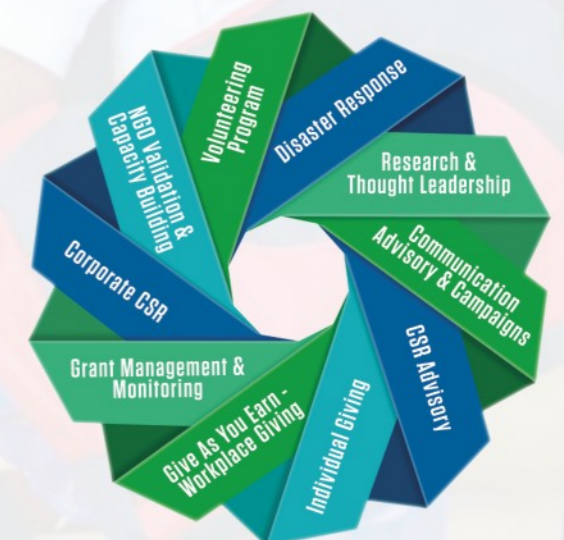 Volunteering
Program
Disaster Response
Research &
Thought Leadership
Communication
Advisory & Campaigns
CSR Advisory
Individual Giving
Give As You Earn -
Workplace Giving
Grant Management &
Monitoring
Corporate CSR
NGO Validation &
Capacity Building